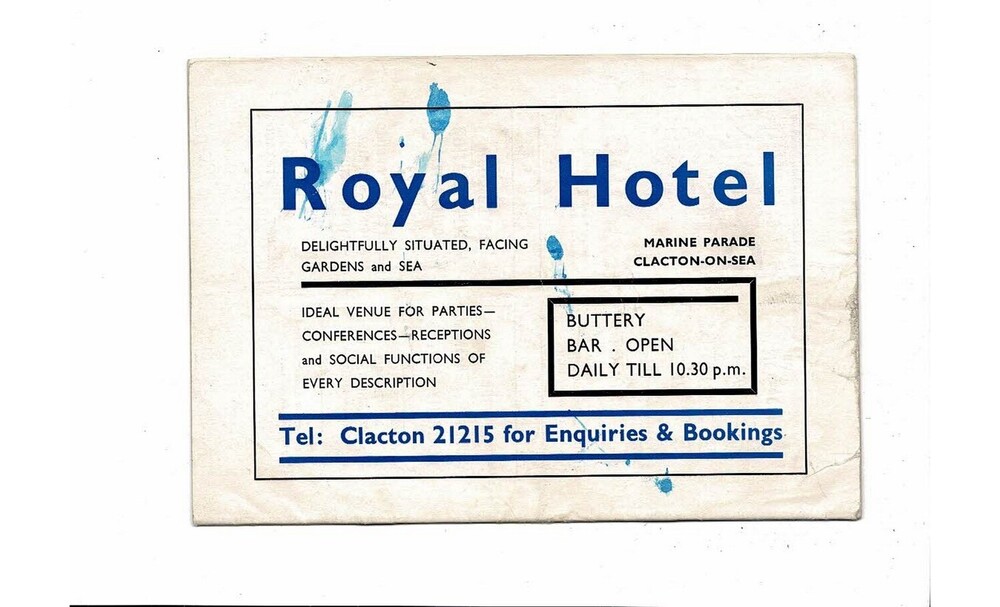 Royal Hotel
DELIGHTFULLY SITUATED, FACING
GARDENS and SEA
MARINE PARADE
CLACTON-ON-SEA
IDEAL VENUE FOR PARTIES—
CONFERENCES—RECEPTIONS
and SOCIAL FUNCTIONS OF
EVERY DESCRIPTION
BUTTERY
BAR . OPEN
DAILY TILL 10.30 p.m.
Tel: Clacton 21215 for Enquiries & Bookings